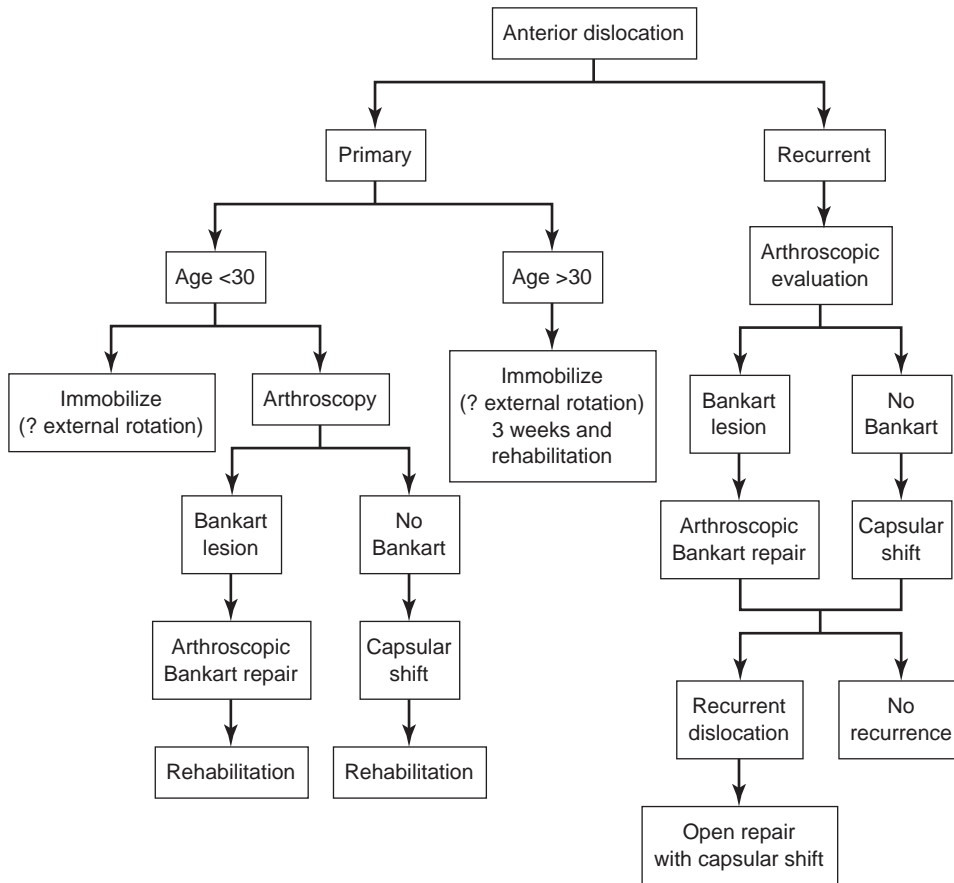 Anterior dislocation
Primary
Recurrent
Age <30
Age >30
Arthroscopic
evaluation
Immobilize
(? external rotation)
Arthroscopy
Immobilize
(? external rotation)
3 weeks and
rehabilitation
Bankart
lesion
No
Bankart
Bankart
lesion
No
Bankart
Arthroscopic
Bankart repair
Capsular
shift
Arthroscopic
Bankart repair
Capsular
shift
Recurrent
dislocation
No
recurrence
Rehabilitation
Rehabilitation
Open repair
with capsular shift